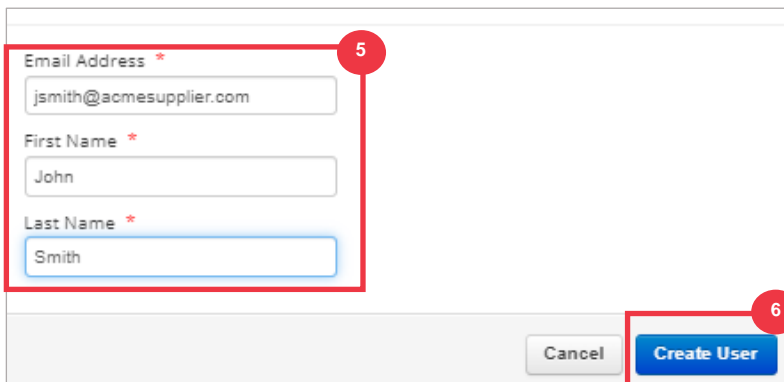 5
Email Address *
jsmith@acmesupplier.com
First Name *
John
Last Name *
Smith
6
Cancel
Create User